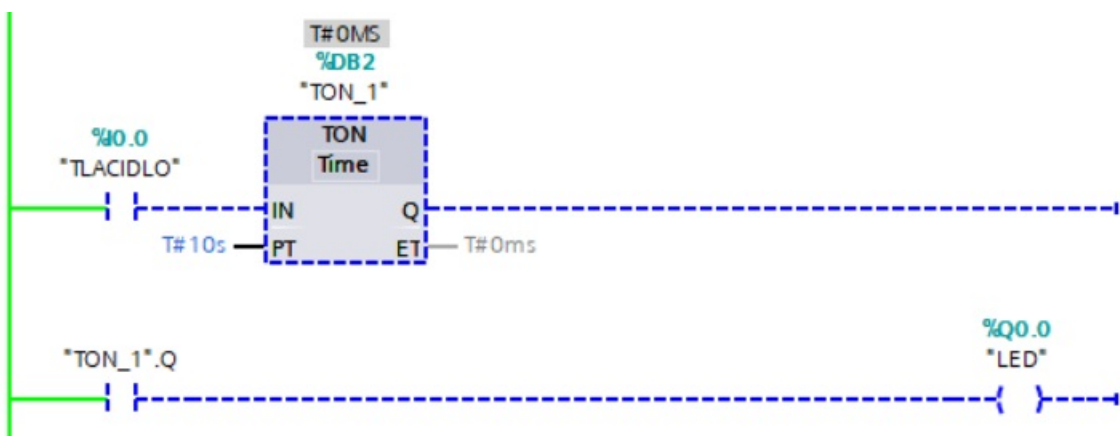 T#0MS
%DB2
"TON_1"
%I0.0
"TLACIDLO"
TON
Time
IN
Q
T#10s
PT
ET
T#0ms
%Q0.0
"LED"
"TON_1".Q